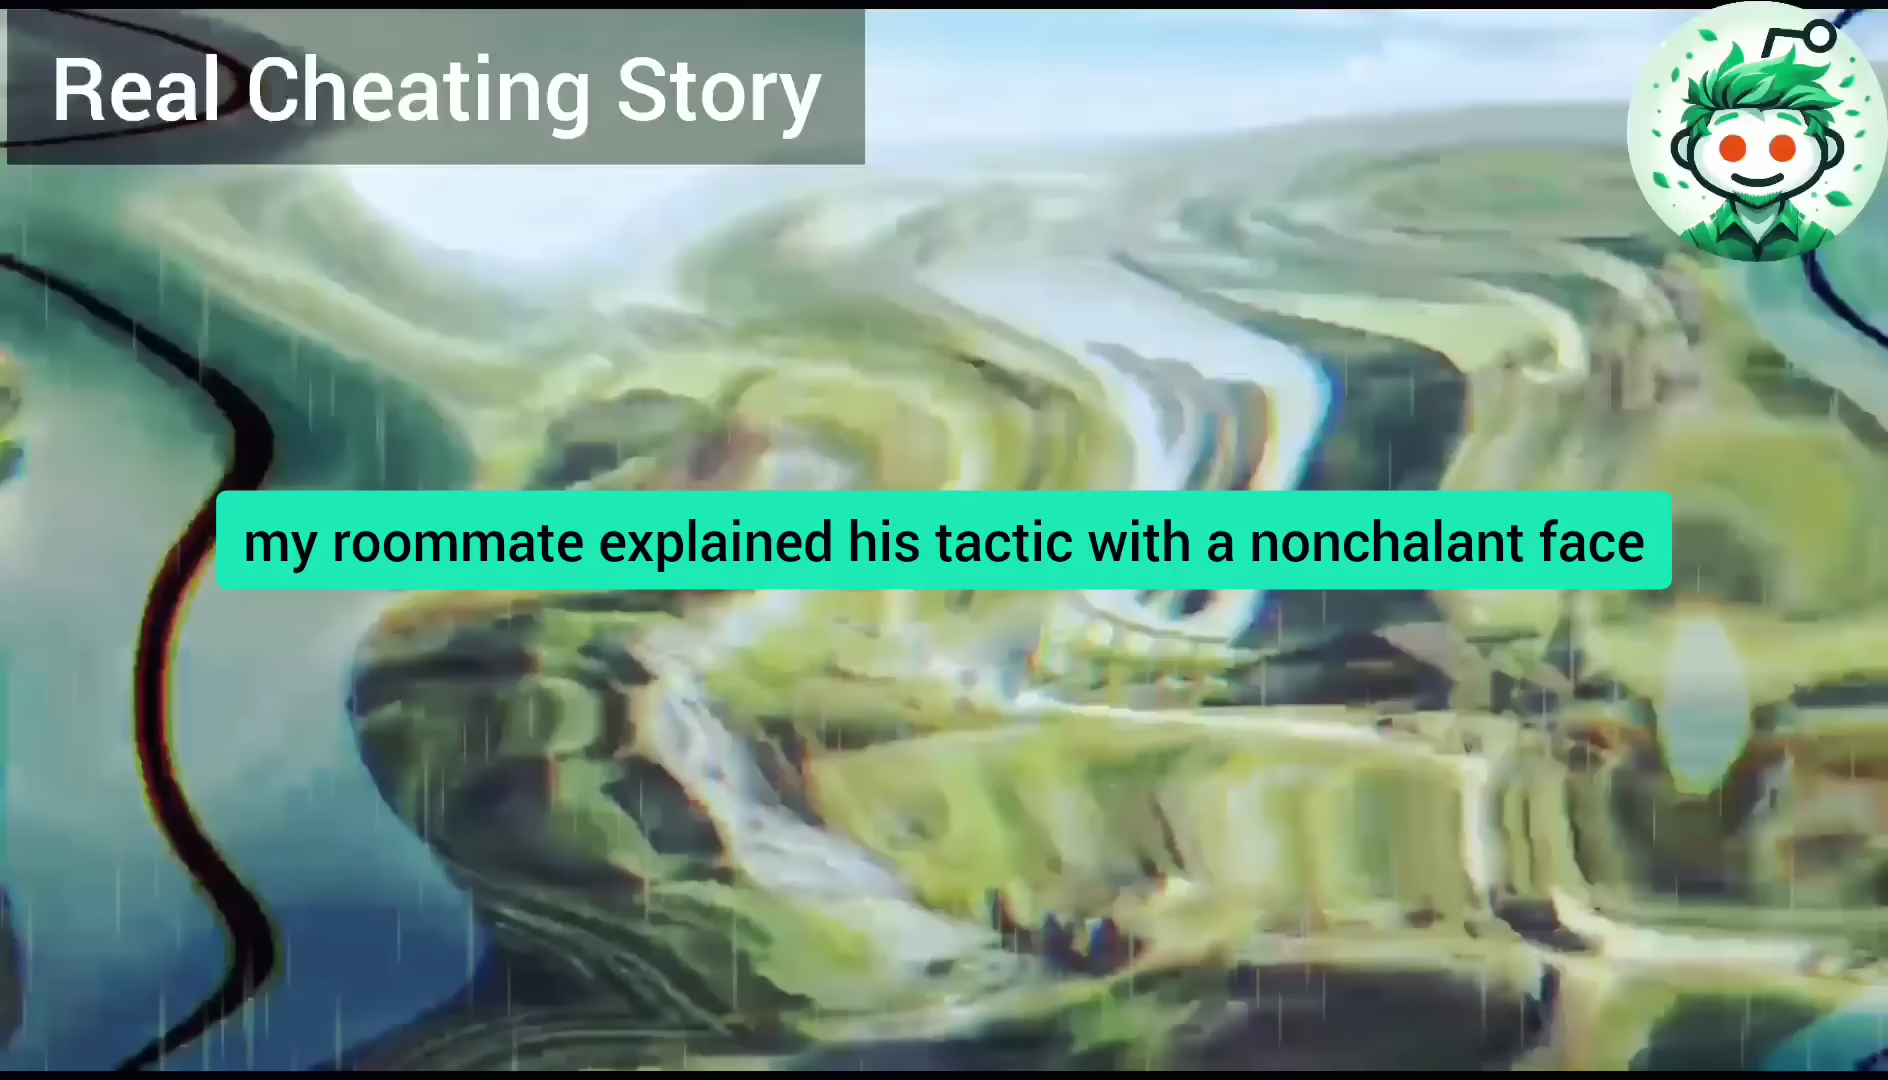 Real Cheating Story
my roommate explained his tactic with a nonchalant face